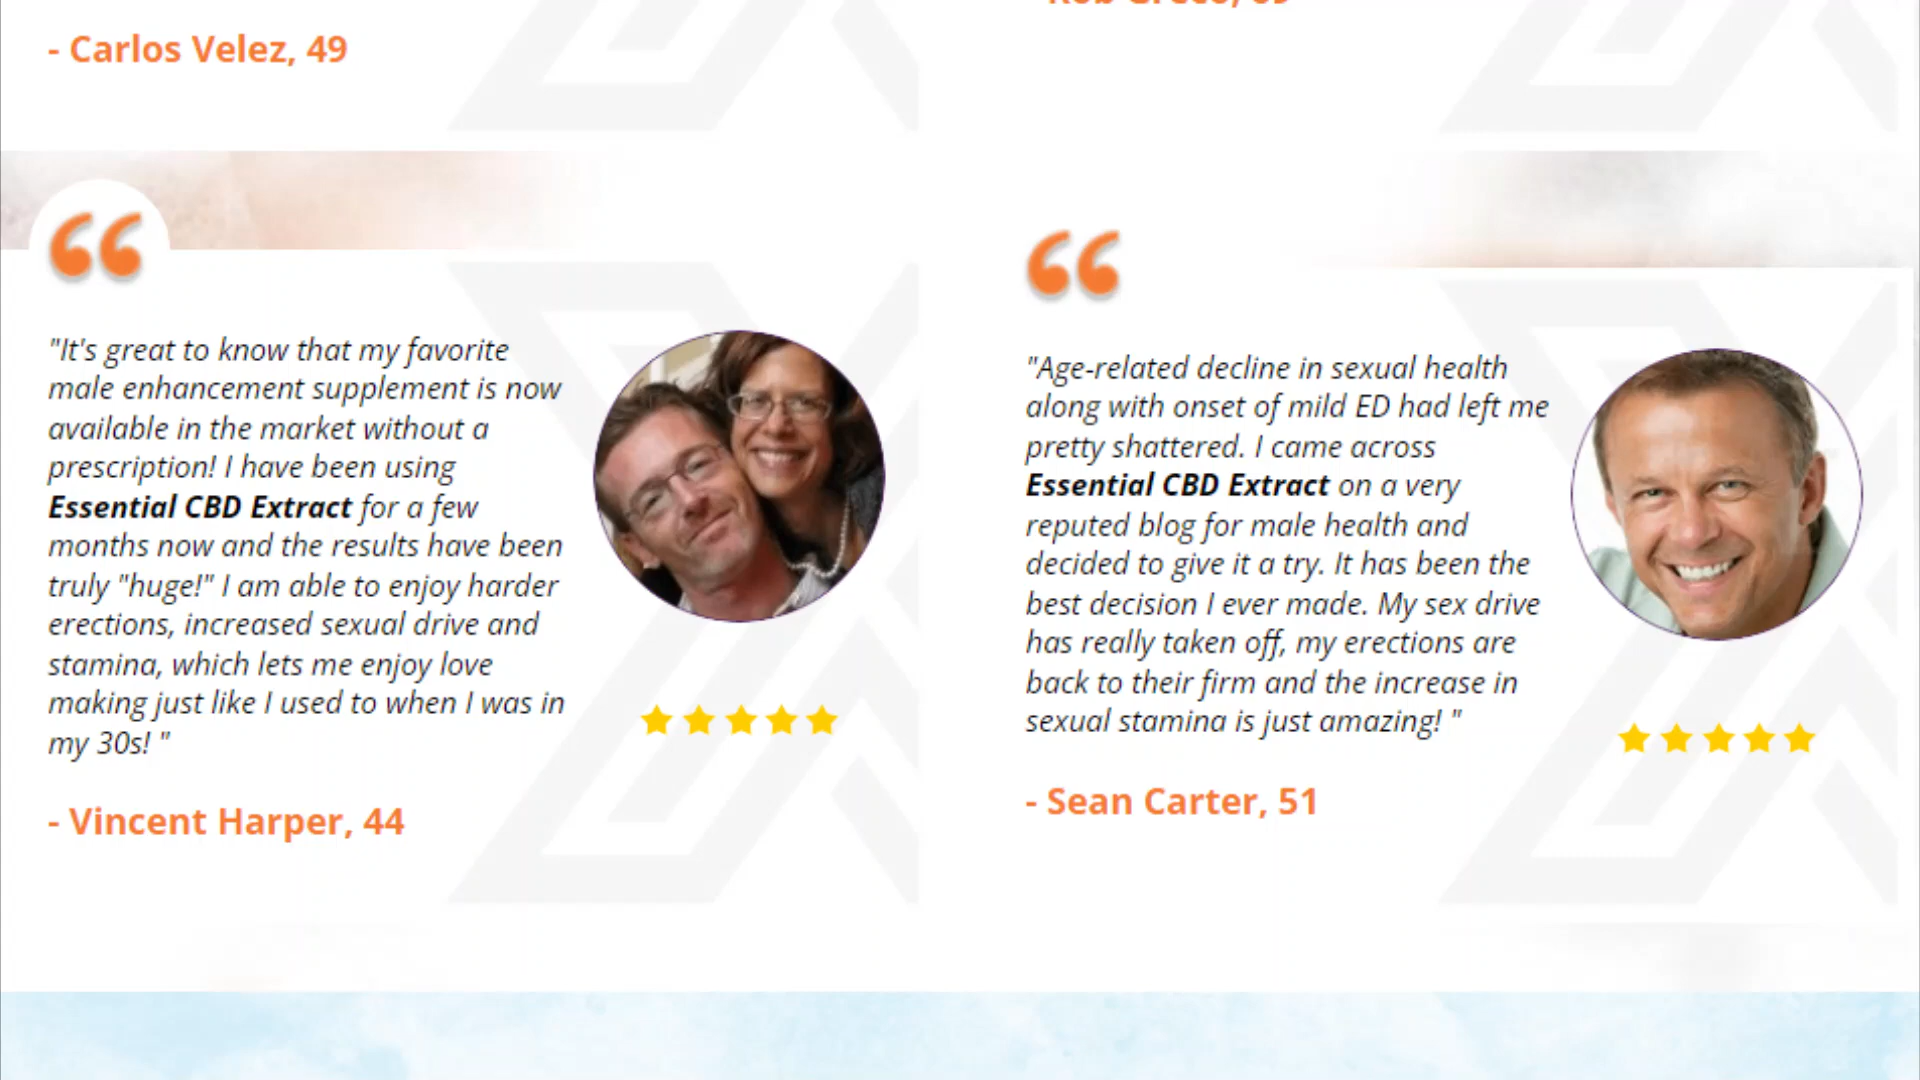 - Carlos Velez, 49
"It's great to know that my favorite
male enhancement supplement is now
available in the market without a
prescription! I have been using
Essential CBD Extract for a few
months now and the results have been
truly "huge!" I am able to enjoy harder
erections, increased sexual drive and
stamina, which lets me enjoy love
making just like I used to when I was in
my 30s! "
- Vincent Harper, 44
"Age-related decline in sexual health
along with onset of mild ED had left me
pretty shattered. I came across
Essential CBD Extract on a very
reputed blog for male health and
decided to give it a try. It has been the
best decision I ever made. My sex drive
has really taken off, my erections are
back to their firm and the increase in
sexual stamina is just amazing! "
- Sean Carter, 51